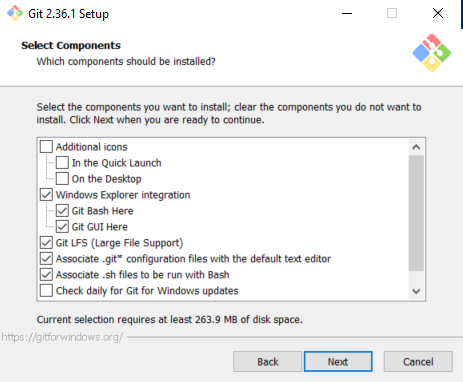 Git 2.36.1 Setup
Select Components
Which components should be installed?
Select the components you want to install; clear the components you do not want to
install. Click Next when you are ready to continue.
Additional icons
In the Quick Launch
On the Desktop
Windows Explorer integration
Git Bash Here
Git GUI Here
Git LFS (Large File Support)
Associate .git* configuration files with the default text editor
Associate .sh files to be run with Bash
Check daily for Git for Windows updates
Current selection requires at least 263.9 MB of disk space.
https://gitforwindows.org/
Back Next Cancel